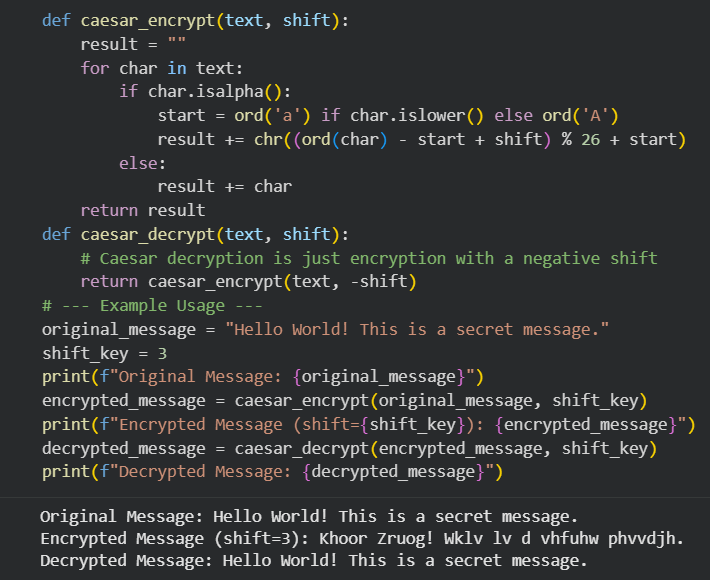 def caesar_encrypt(text, shift):
    result = ""
    for char in text:
        if char.isalpha():
            start = ord('a') if char.islower() else ord('A')
            result += chr((ord(char) - start + shift) % 26 + start)
        else:
            result += char
    return result
def caesar_decrypt(text, shift):
    # Caesar decryption is just encryption with a negative shift
    return caesar_encrypt(text, -shift)
# --- Example Usage ---
original_message = "Hello World! This is a secret message."
shift_key = 3
print(f"Original Message: {original_message}")
encrypted_message = caesar_encrypt(original_message, shift_key)
print(f"Encrypted Message (shift={shift_key}): {encrypted_message}")
decrypted_message = caesar_decrypt(encrypted_message, shift_key)
print(f"Decrypted Message: {decrypted_message}")
Original Message: Hello World! This is a secret message.
Encrypted Message (shift=3): Khoor Zruog! Wklv lv d vhfuhw phvvdjh.
Decrypted Message: Hello World! This is a secret message.